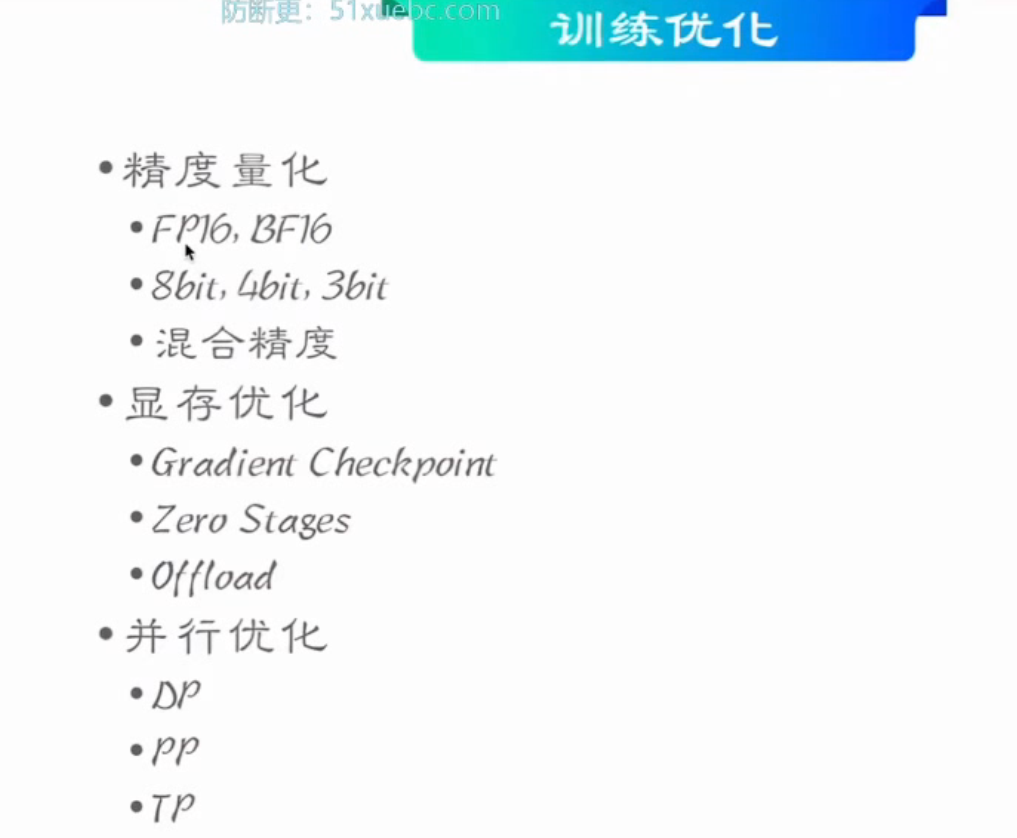 防断更：51xuebc.com
训练优化
•精度量化
•FP16, BF16
•8bit, 4bit, 3bit
•混合精度
•显存优化
•Gradient Checkpoint
•Zero Stages
•Offload
•并行优化
•DP
•PP
•TP